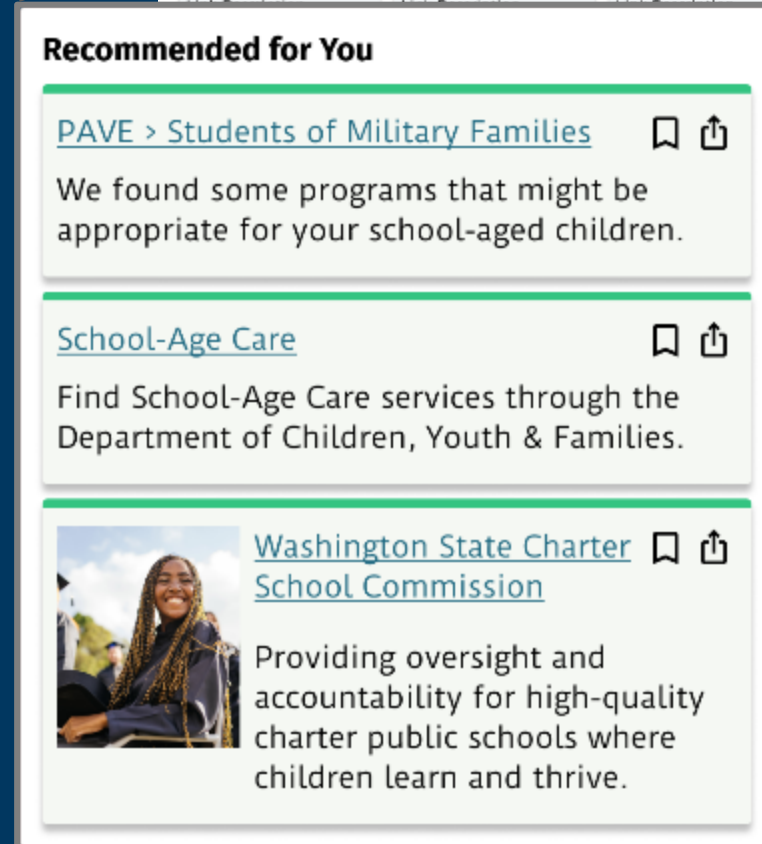 Recommended for You
PAVE > Students of Military Families
We found some programs that might be
appropriate for your school-aged children.
School-Age Care
Find School-Age Care services through the
Department of Children, Youth & Families.
Washington State Charter
School Commission
Providing oversight and
accountability for high-quality
charter public schools where
children learn and thrive.